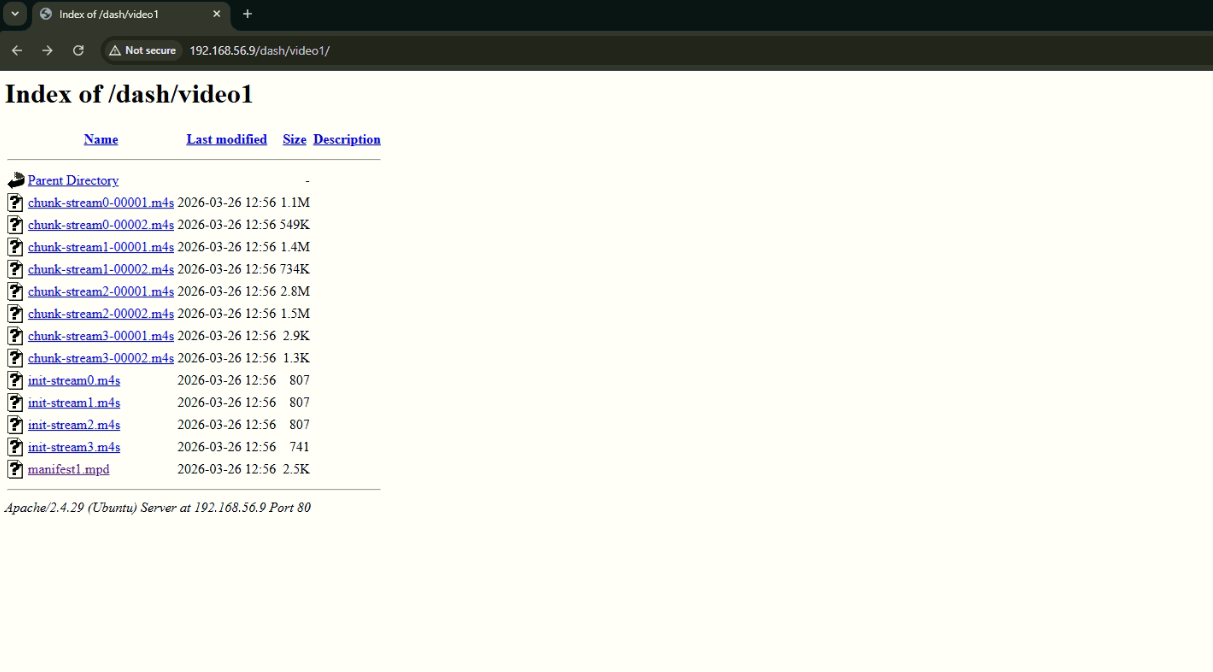 Index of /dash/video1
Not secure 192.168.56.9/dash/video1/
Index of /dash/video1
Name Last modified Size Description
Parent Directory -
chunk-stream0-00001.m4s 2026-03-26 12:56 1.1M
chunk-stream0-00002.m4s 2026-03-26 12:56 549K
chunk-stream1-00001.m4s 2026-03-26 12:56 1.4M
chunk-stream1-00002.m4s 2026-03-26 12:56 734K
chunk-stream2-00001.m4s 2026-03-26 12:56 2.8M
chunk-stream2-00002.m4s 2026-03-26 12:56 1.5M
chunk-stream3-00001.m4s 2026-03-26 12:56 2.9K
chunk-stream3-00002.m4s 2026-03-26 12:56 1.3K
init-stream0.m4s 2026-03-26 12:56 807
init-stream1.m4s 2026-03-26 12:56 807
init-stream2.m4s 2026-03-26 12:56 807
init-stream3.m4s 2026-03-26 12:56 741
manifest1.mpd 2026-03-26 12:56 2.5K
Apache/2.4.29 (Ubuntu) Server at 192.168.56.9 Port 80